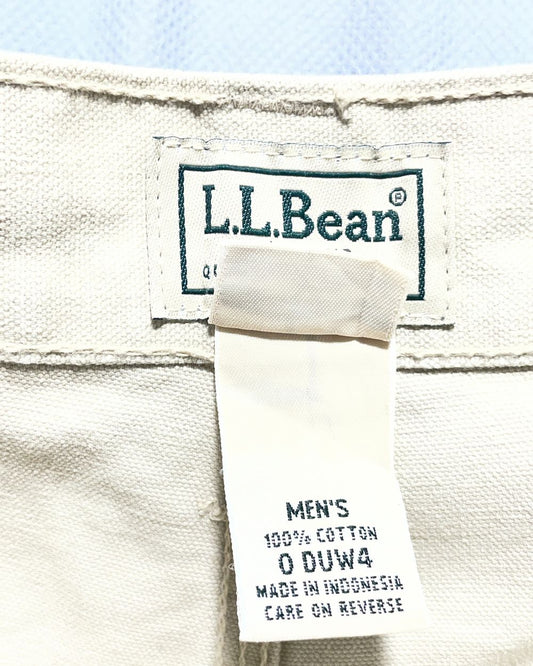 L.L.Bean®
MEN'S
100% COTTON
0 DUW4
MADE IN INDONESIA
CARE ON REVERSE